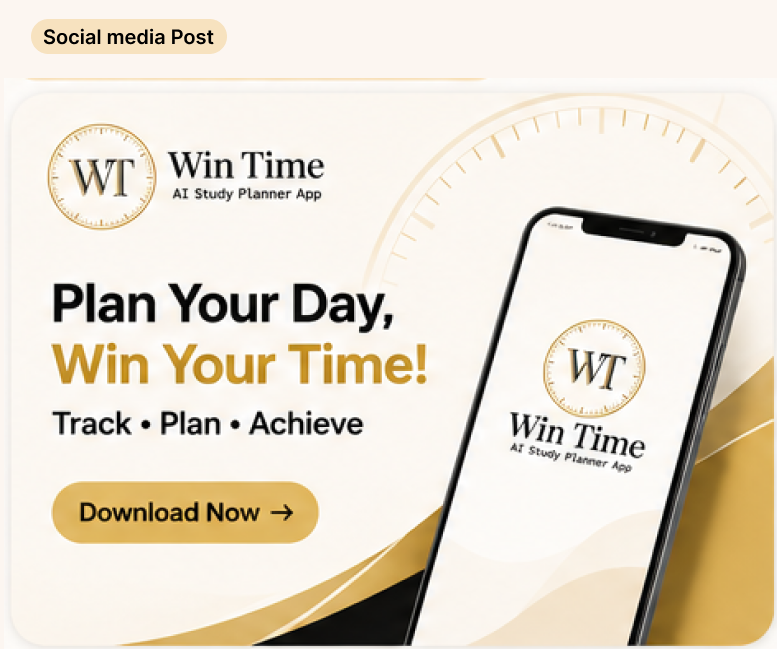 Social media Post
WT
Win Time
AI Study Planner App
Plan Your Day,
Win Your Time!
Track • Plan • Achieve
Download Now →
WT
Win Time
AI Study Planner App